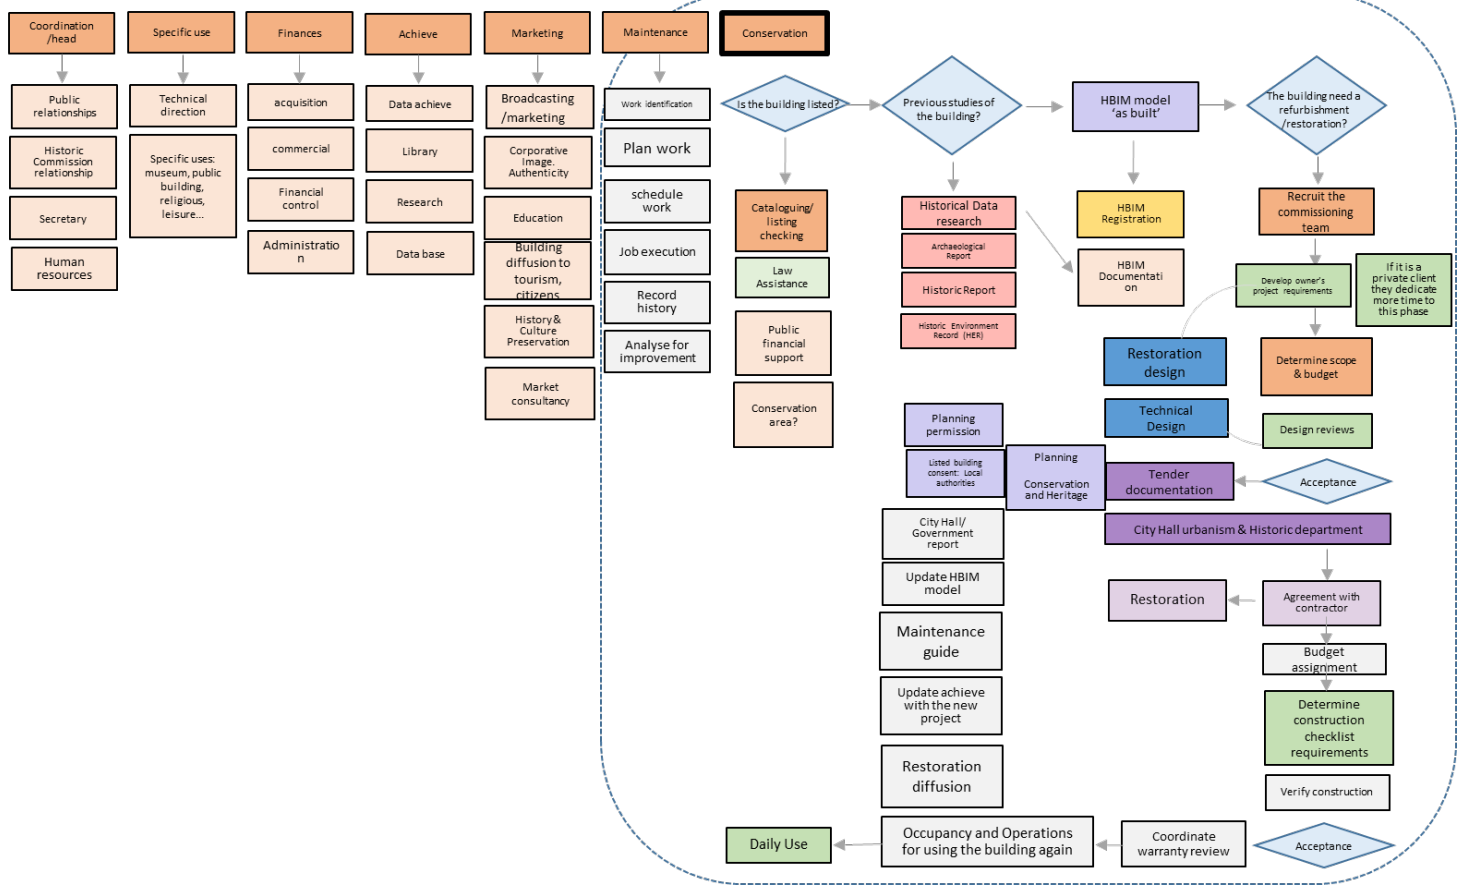 Coordination
/head
Specific use
Finances
Achieve
Marketing
Maintenance
Conservation
Public
relationships
Historic
Commission
relationship
Secretary
Human
resources
Technical
direction
Specific uses:
museum, public
building,
religious,
leisure...
acquisition
commercial
Financial
control
Administratio
n
Data achieve
Library
Research
Data base
Broadcasting
/marketing
Corporative
Image.
Authenticity
Education
Building
diffusion to
tourism,
citizens
History &
Culture
Preservation
Market
consultancy
Work identification
Plan work
schedule
work
Job execution
Record
history
Analyse for
improvement
Is the building listed?
Cataloguing/
listing
checking
Law
Assistance
Public
financial
support
Conservation
area?
Previous studies of
the building?
Historical Data
research
Archaeological
Report
Historic Report
Historic Environment
Record (HER)
HBIM model
'as built'
HBIM
Registration
HBIM
Documentati
on
The building need a
refurbishment
/restoration?
Recruit the
commissioning
team
Develop owner's
project requirements
If it is a
private client
they dedicate
more time to
this phase
Restoration
design
Determine scope
& budget
Technical
Design
Design reviews
Planning
permission
Listed building
consent: Local
authorities
Planning
Conservation
and Heritage
Tender
documentation
Acceptance
City Hall urbanism & Historic department
City Hall/
Government
report
Update HBIM
model
Maintenance
guide
Update achieve
with the new
project
Restoration
diffusion
Restoration
Agreement with
contractor
Budget
assignment
Determine
construction
checklist
requirements
Verify construction
Acceptance
Coordinate
warranty review
Occupancy and Operations
for using the building again
Daily Use